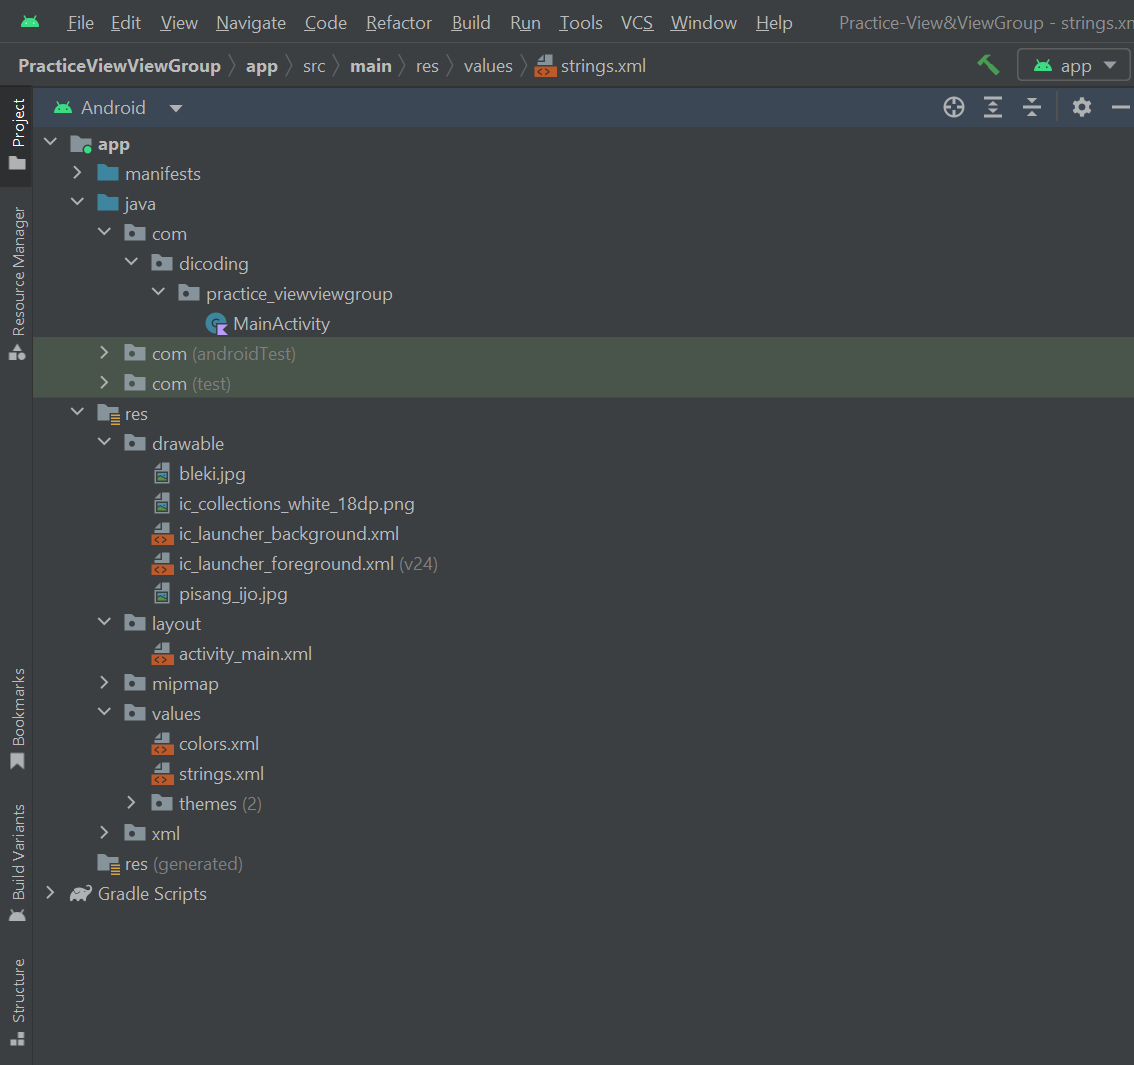 File Edit View Navigate Code Refactor Build Run Tools VCS Window Help Practice-View&ViewGroup - strings.xm
PracticeViewViewGroup app src main res values strings.xml app
Project
Resource Manager
Bookmarks
Build Variants
Structure
Android
app
manifests
java
com
dicoding
practice_viewviewgroup
MainActivity
com (androidTest)
com (test)
res
drawable
bleki.jpg
ic_collections_white_18dp.png
ic_launcher_background.xml
ic_launcher_foreground.xml (v24)
pisang_ijo.jpg
layout
activity_main.xml
mipmap
values
colors.xml
strings.xml
themes (2)
xml
res (generated)
Gradle Scripts